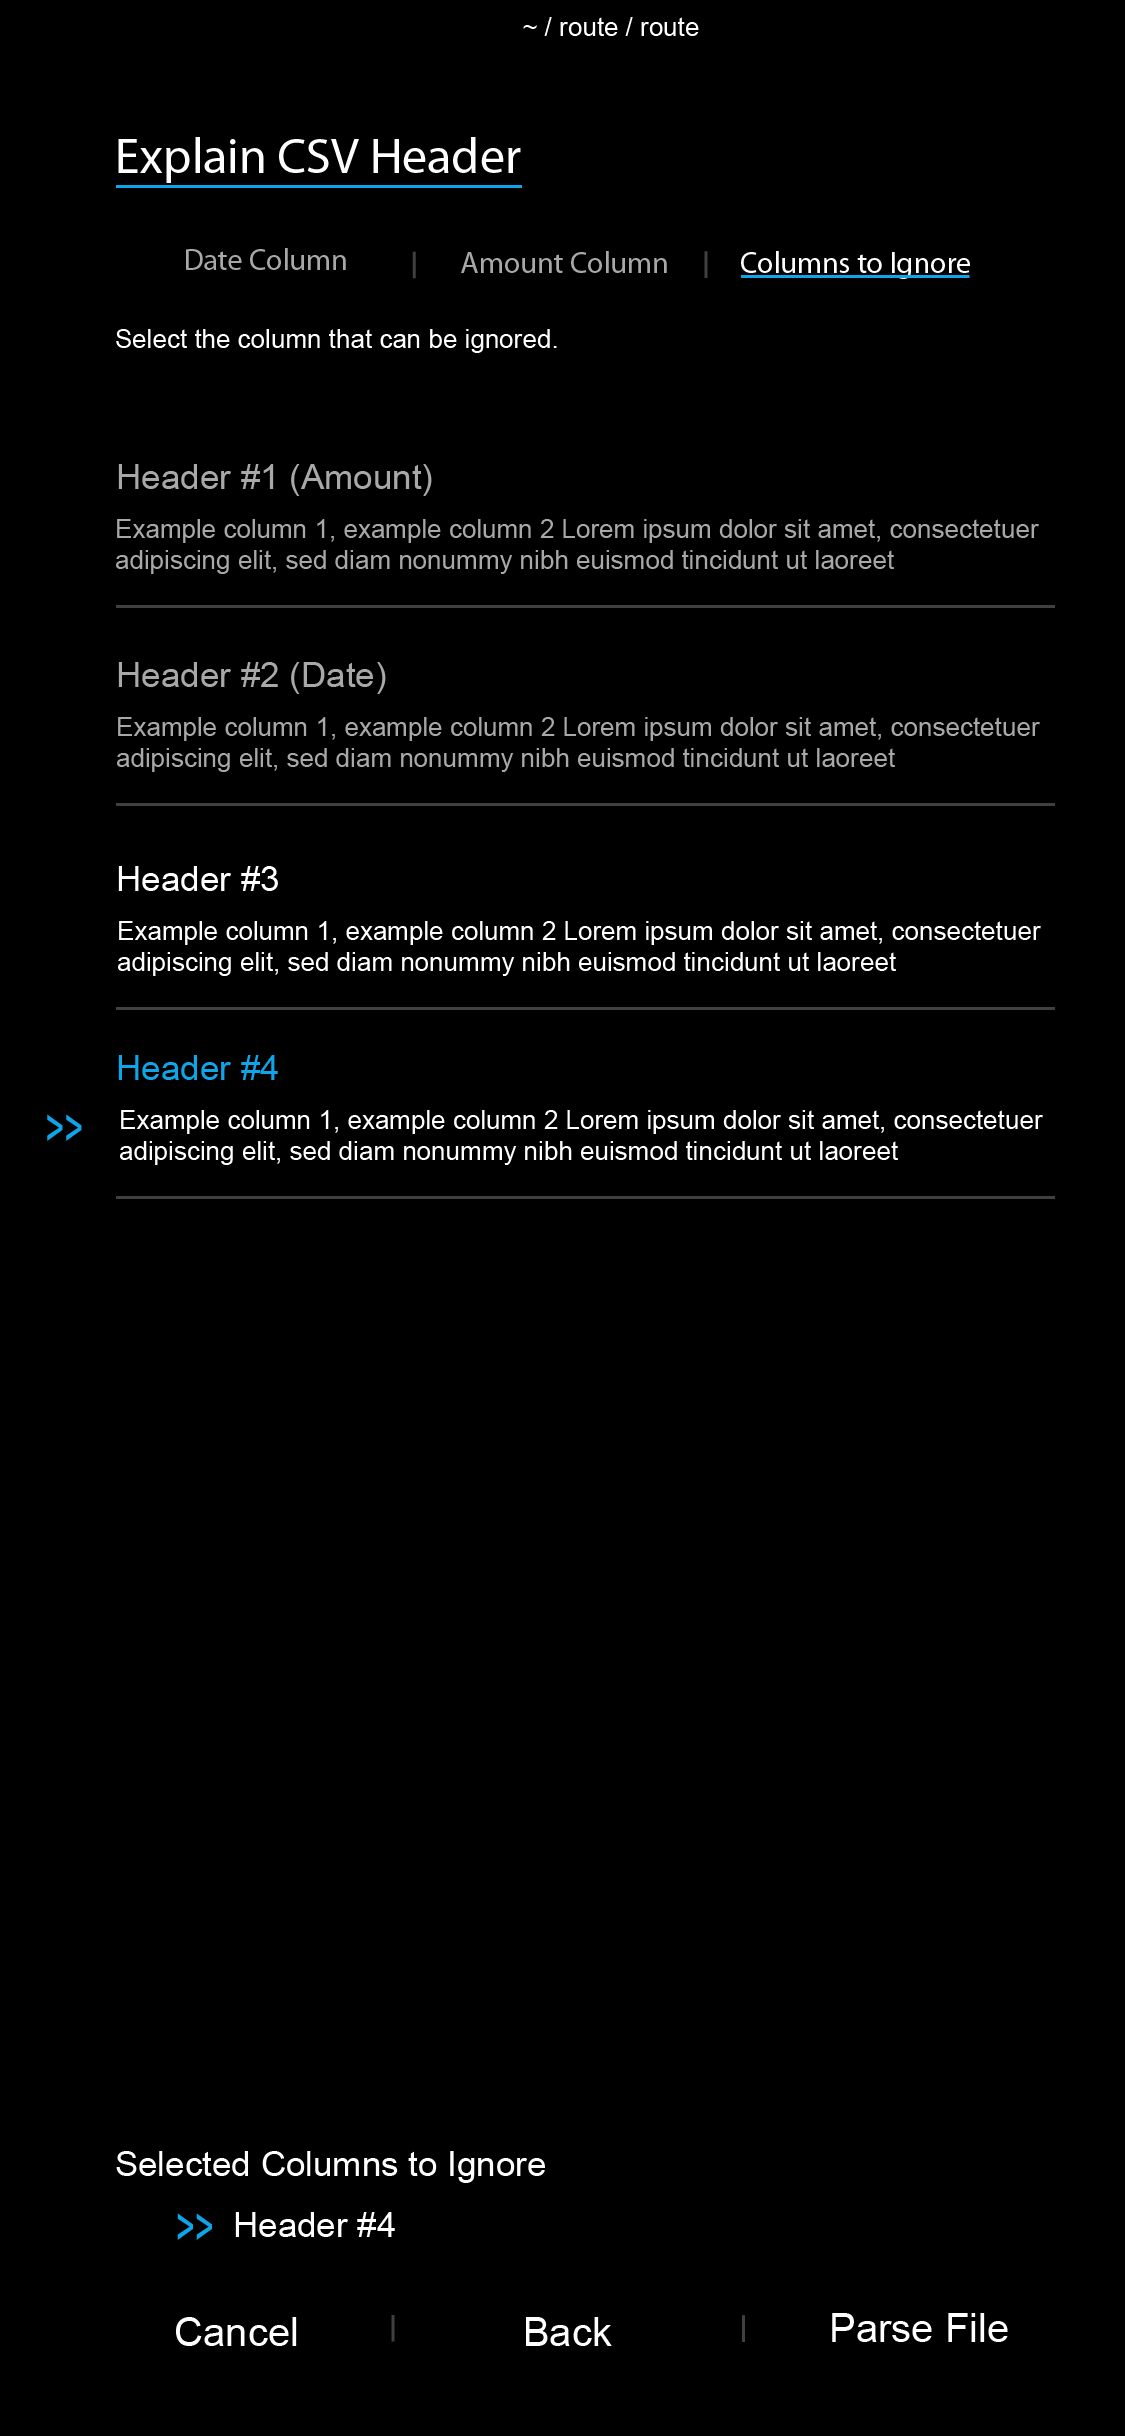 ~ / route / route
Explain CSV Header
Date Column | Amount Column | Columns to Ignore
Select the column that can be ignored.
Header #1 (Amount)
Example column 1, example column 2 Lorem ipsum dolor sit amet, consectetuer
adipiscing elit, sed diam nonummy nibh euismod tincidunt ut laoreet
Header #2 (Date)
Example column 1, example column 2 Lorem ipsum dolor sit amet, consectetuer
adipiscing elit, sed diam nonummy nibh euismod tincidunt ut laoreet
Header #3
Example column 1, example column 2 Lorem ipsum dolor sit amet, consectetuer
adipiscing elit, sed diam nonummy nibh euismod tincidunt ut laoreet
Header #4
>> Example column 1, example column 2 Lorem ipsum dolor sit amet, consectetuer
adipiscing elit, sed diam nonummy nibh euismod tincidunt ut laoreet
Selected Columns to Ignore
>> Header #4
Cancel | Back | Parse File